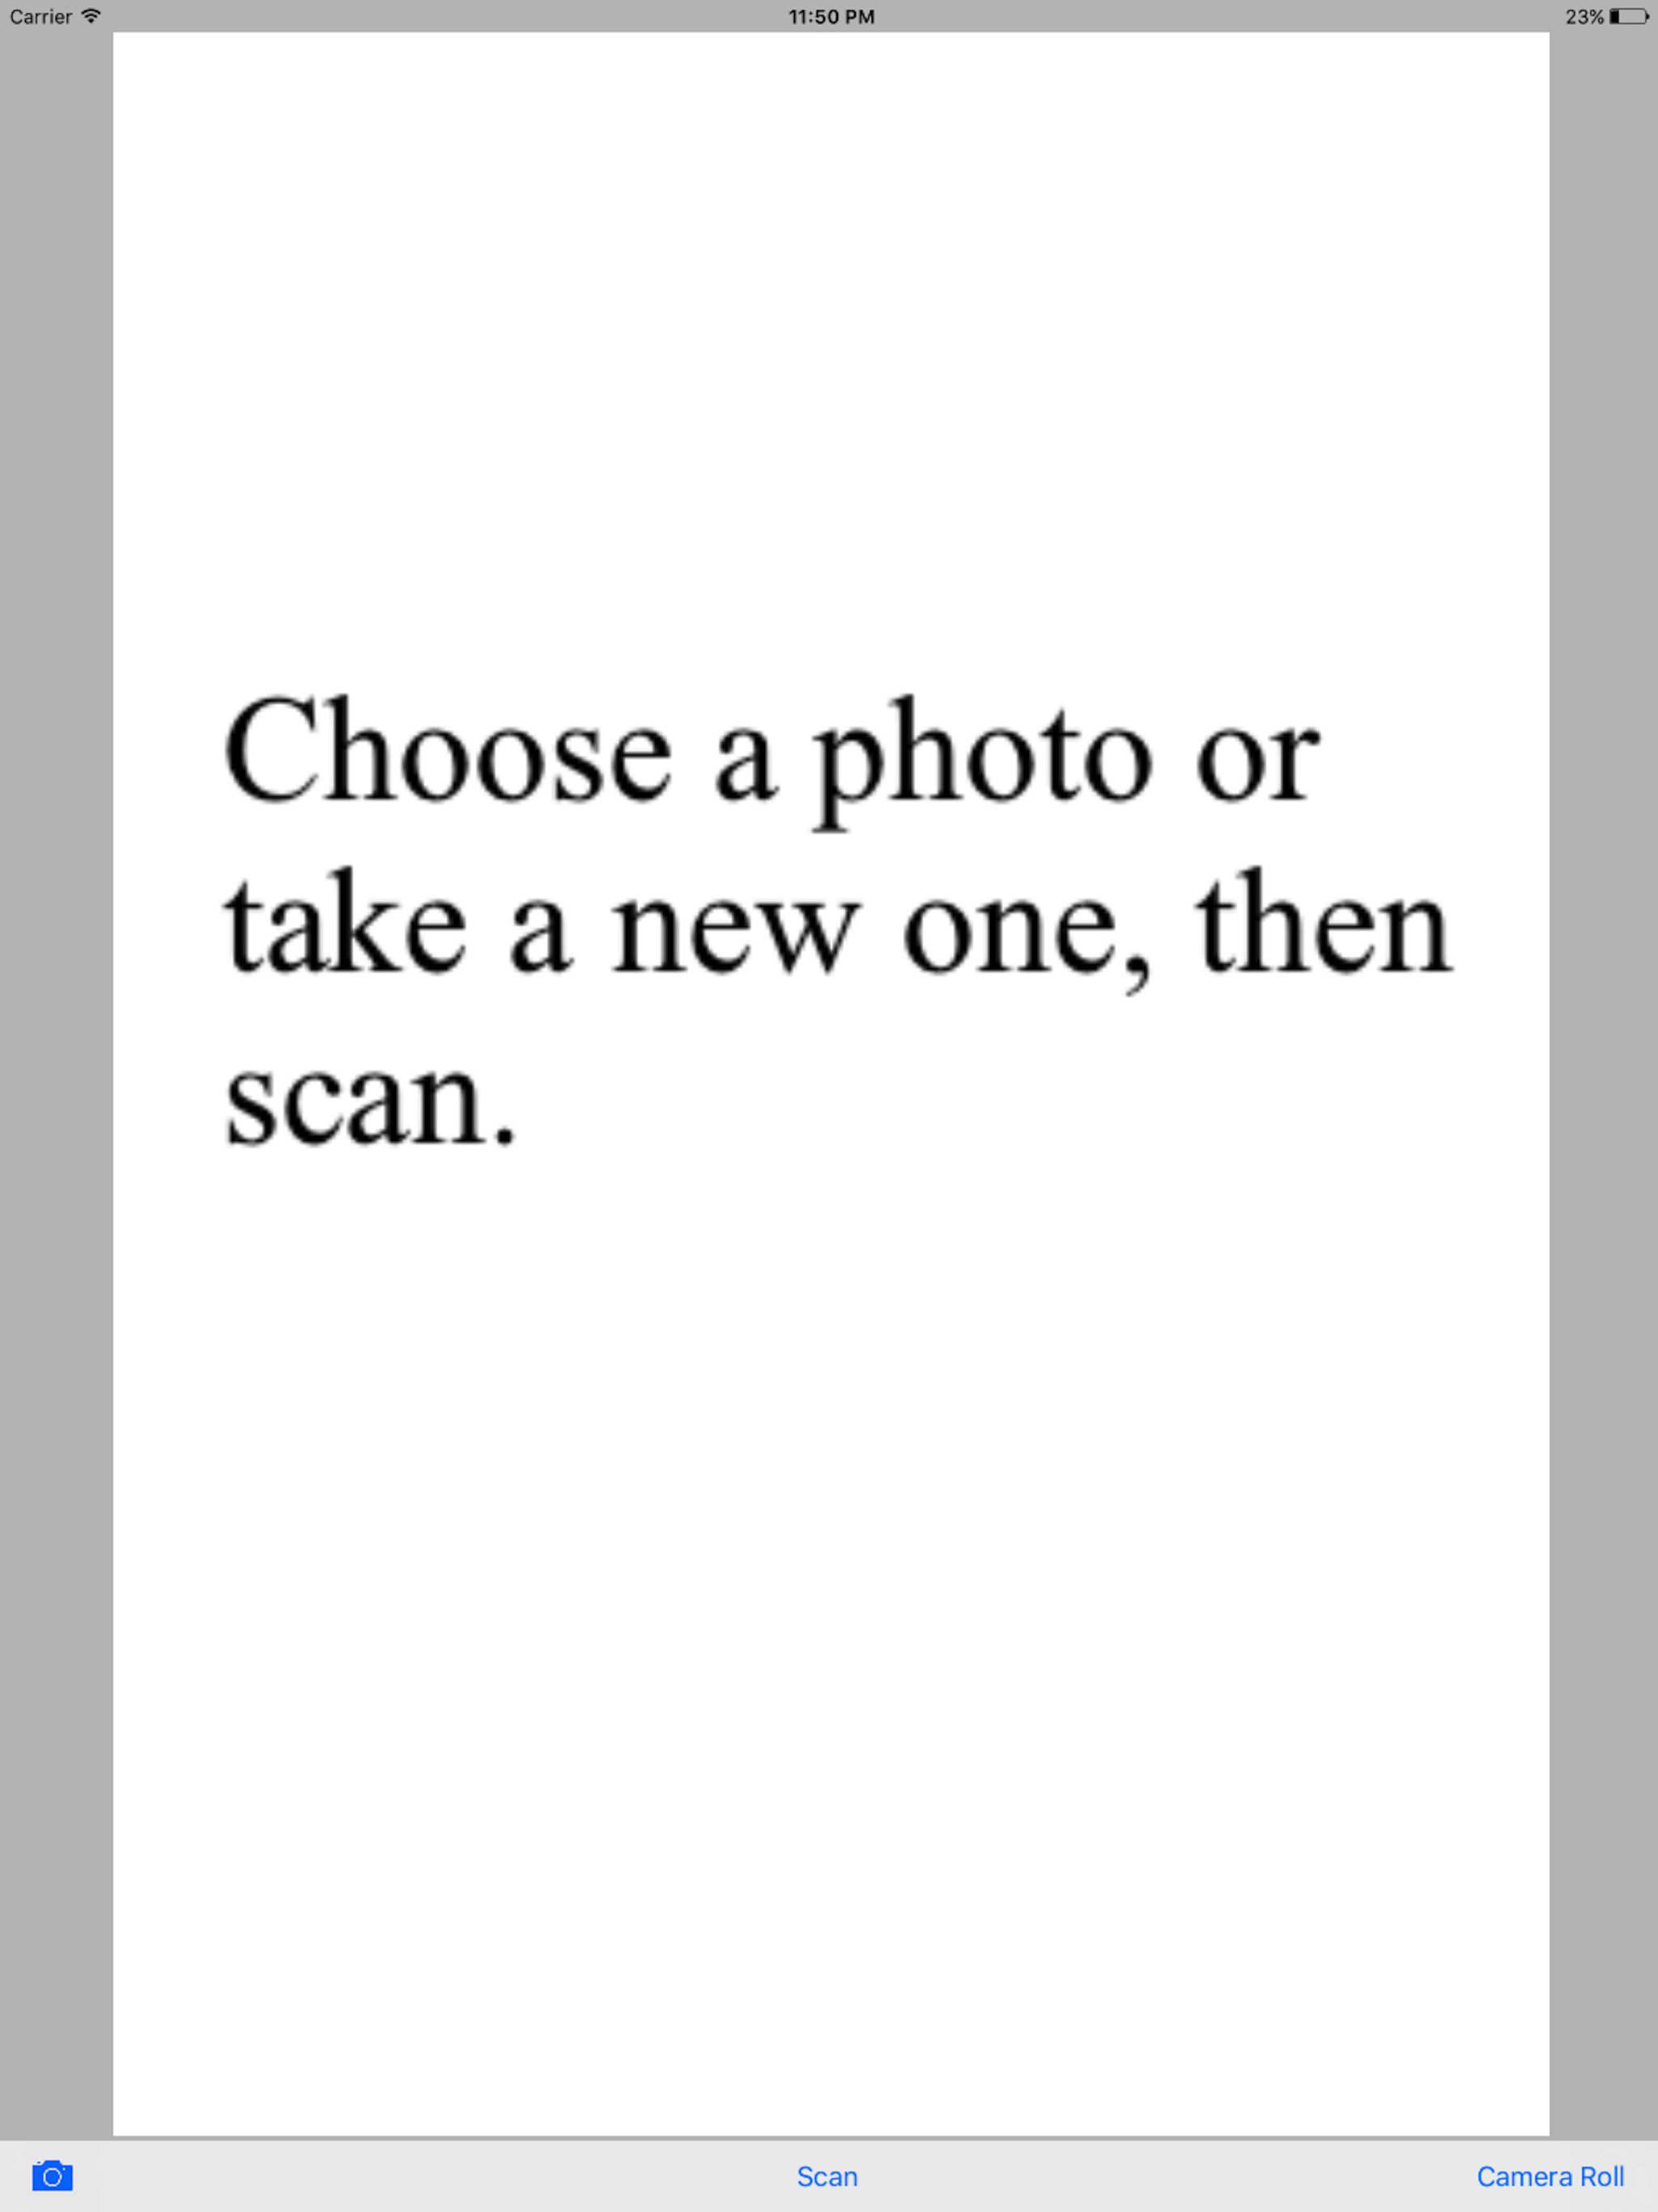 Carrier 11:50 PM 23%
Choose a photo or
take a new one, then
scan.
Scan Camera Roll